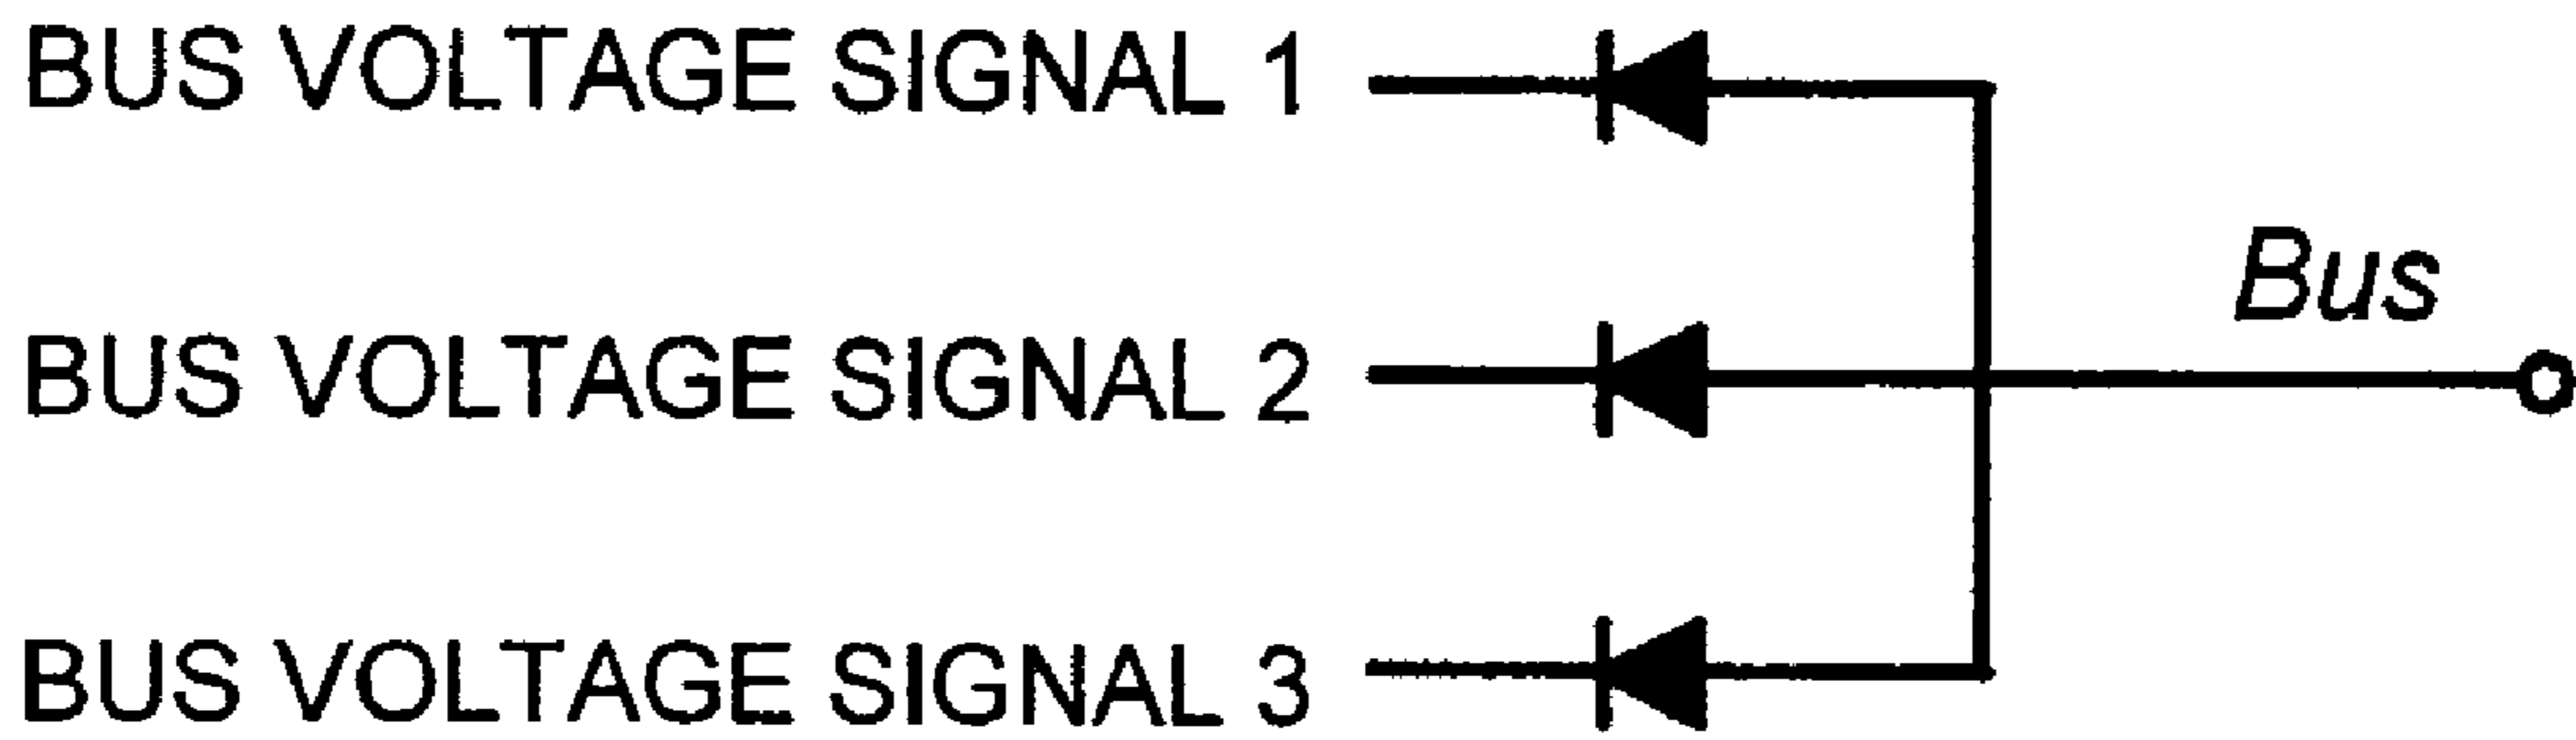 BUS VOLTAGE SIGNAL 1
Bus
BUS VOLTAGE SIGNAL 2
BUS VOLTAGE SIGNAL 3